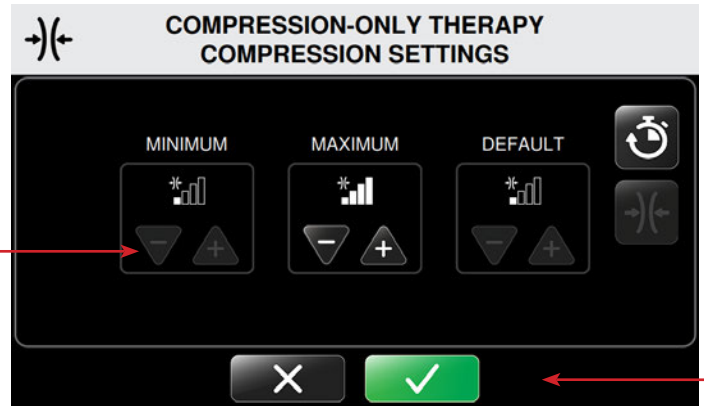 COMPRESSION-ONLY THERAPY
COMPRESSION SETTINGS
MINIMUM MAXIMUM DEFAULT